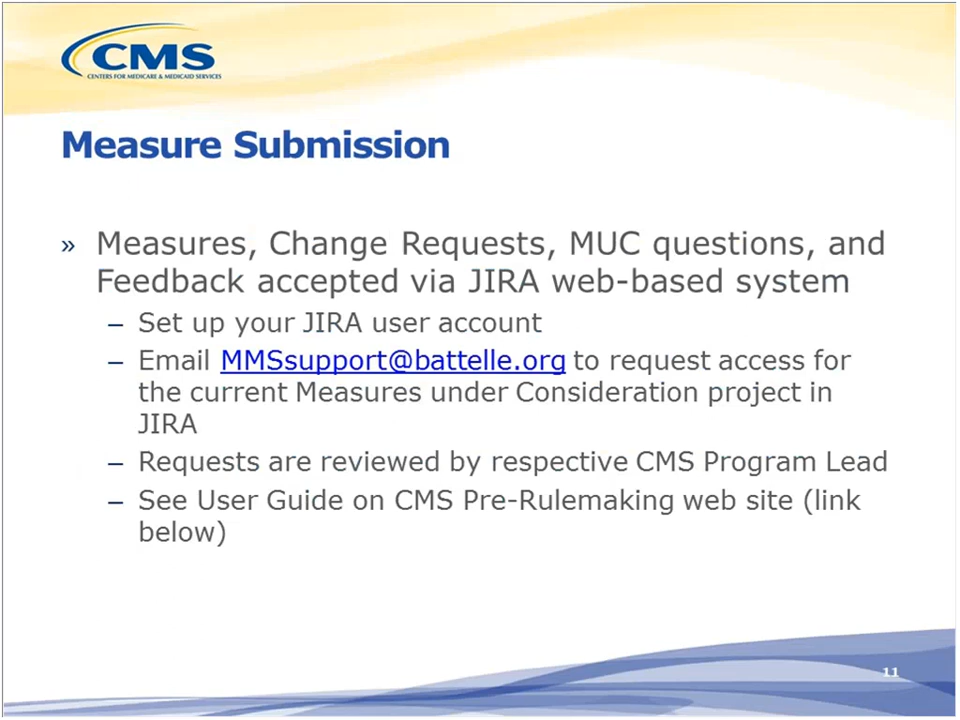 CMS
CENTERS FOR MEDICARE & MEDICAID SERVICES
Measure Submission
» Measures, Change Requests, MUC questions, and
Feedback accepted via JIRA web-based system
– Set up your JIRA user account
– Email MMSsupport@battelle.org to request access for
the current Measures under Consideration project in
JIRA
– Requests are reviewed by respective CMS Program Lead
– See User Guide on CMS Pre-Rulemaking web site (link
below)
11